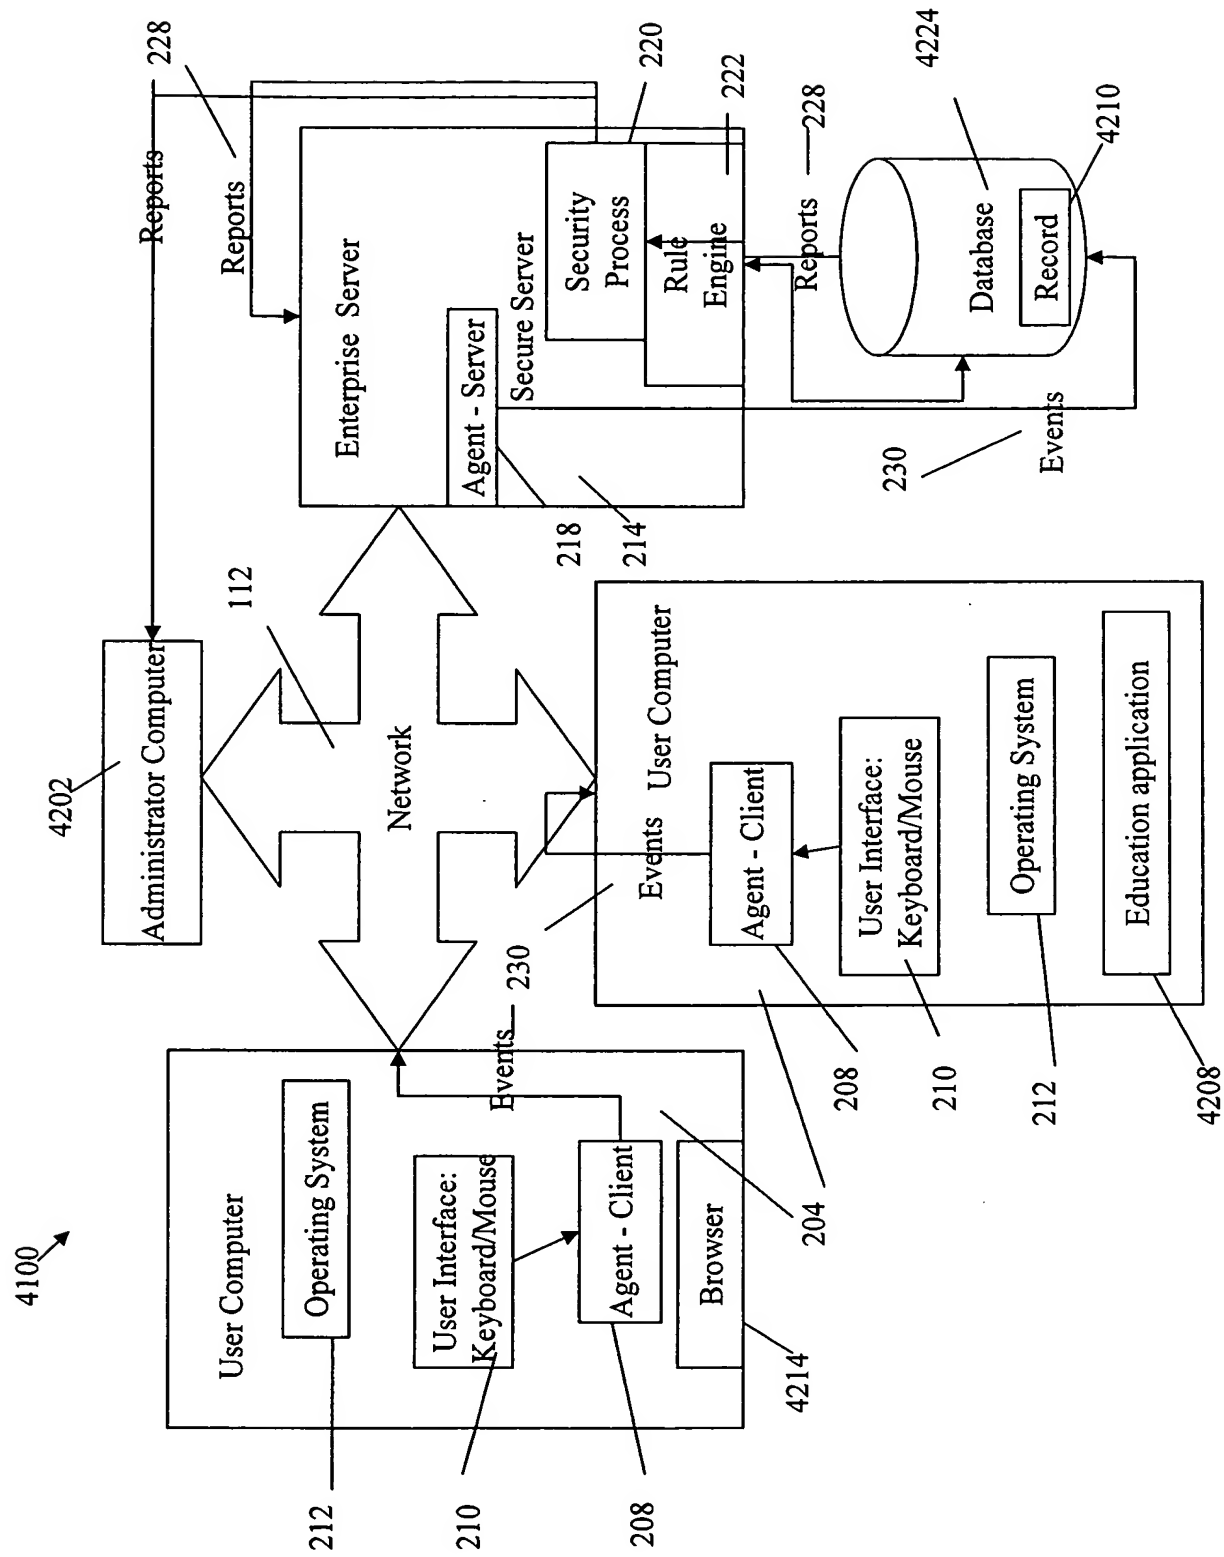 4100
4202
Administrator Computer
Reports
228
Reports
112
Network
User Computer
Operating System
212
User Interface:
Keyboard/Mouse
210
Agent - Client
208
Events
230
Browser
4214
204
Enterprise Server
Agent - Server
218
Secure Server
214
Security
Process
220
Rule
Engine
222
Reports
228
4224
Database
Record
4210
Events
230
Events
User Computer
Agent - Client
208
User Interface:
Keyboard/Mouse
210
Operating System
212
Education application
4208